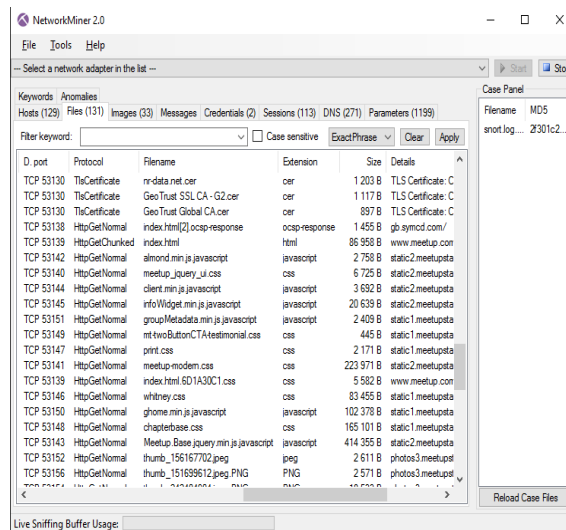 NetworkMiner 2.0
File Tools Help
--- Select a network adapter in the list ---
Start
Sto
Keywords Anomalies
Hosts (129) Files (131) Images (33) Messages Credentials (2) Sessions (113) DNS (271) Parameters (1199)
Filter keyword: Case sensitive ExactPhrase Clear Apply
D. port Protocol Filename Extension Size Details
TCP 53130 TlsCertificate nr-data.net.cer cer 1 203 B TLS Certificate: C
TCP 53130 TlsCertificate GeoTrust SSL CA - G2.cer cer 1 117 B TLS Certificate: C
TCP 53130 TlsCertificate GeoTrust Global CA.cer cer 897 B TLS Certificate: C
TCP 53138 HttpGetNormal index.html[2].ocsp-response ocsp-response 1 455 B gb.symcd.com/
TCP 53139 HttpGetChunked index.html html 86 958 B www.meetup.com
TCP 53142 HttpGetNormal almond.min.js.javascript javascript 2 758 B static2.meetupsta
TCP 53140 HttpGetNormal meetup_jquery_ui.css css 6 725 B static2.meetupsta
TCP 53144 HttpGetNormal client.min.js.javascript javascript 3 692 B static2.meetupsta
TCP 53145 HttpGetNormal infoWidget.min.js.javascript javascript 20 639 B static2.meetupsta
TCP 53151 HttpGetNormal groupMetadata.min.js.javascript javascript 2 409 B static1.meetupsta
TCP 53149 HttpGetNormal mt-twoButtonCTA-testimonial.css css 445 B static1.meetupsta
TCP 53147 HttpGetNormal print.css css 2 171 B static1.meetupsta
TCP 53141 HttpGetNormal meetup-modern.css css 223 971 B static2.meetupsta
TCP 53139 HttpGetNormal index.html.6D1A30C1.css css 5 582 B www.meetup.com
TCP 53146 HttpGetNormal whitney.css css 83 455 B static1.meetupsta
TCP 53150 HttpGetNormal ghome.min.js.javascript javascript 102 378 B static1.meetupsta
TCP 53148 HttpGetNormal chapterbase.css css 165 101 B static1.meetupsta
TCP 53143 HttpGetNormal Meetup.Base.jquery.min.js.javascript javascript 414 355 B static2.meetupsta
TCP 53152 HttpGetNormal thumb_156167702.jpeg jpeg 2 611 B photos3.meetupst
TCP 53156 HttpGetNormal thumb_151699612.jpeg.PNG PNG 2 571 B photos3.meetupst
Case Panel
Filename MD5
snort.log.... 2f301c2...
Reload Case Files
Live Sniffing Buffer Usage: